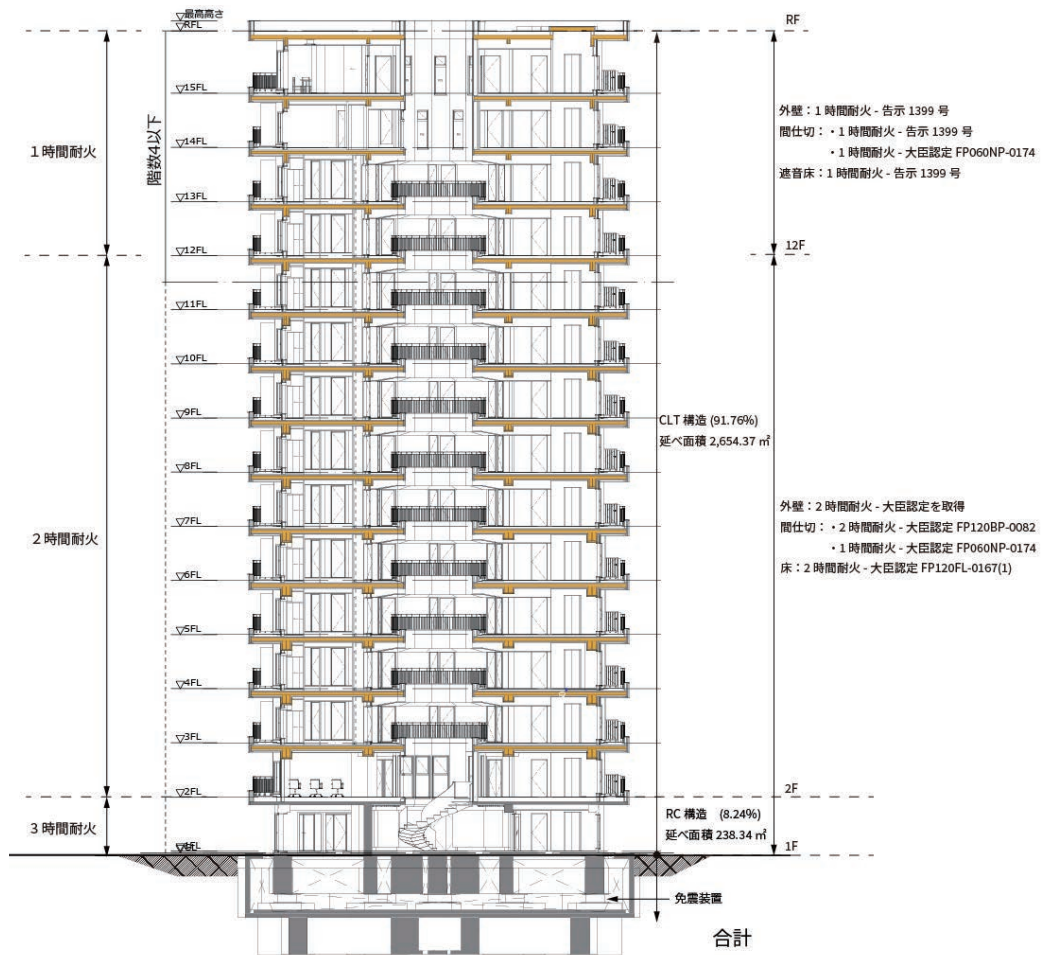 最高高さ
RFL
RF
15FL
14FL
13FL
12FL
11FL
10FL
9FL
8FL
7FL
6FL
5FL
4FL
3FL
2FL
1時間耐火
階数4以下
2時間耐火
3時間耐火
外壁：1時間耐火 - 告示 1399 号
間仕切：・1時間耐火 - 告示 1399 号
・1時間耐火 - 大臣認定 FP060NP-0174
遮音床：1時間耐火 - 告示 1399 号
12F
CLT 構造 (91.76%)
延べ面積 2,654.37 ㎡
外壁：2 時間耐火 - 大臣認定を取得
間仕切：・2 時間耐火 - 大臣認定 FP120BP-0082
・1時間耐火 - 大臣認定 FP060NP-0174
床：2 時間耐火 - 大臣認定 FP120FL-0167(1)
2F
RC 構造 (8.24%)
延べ面積 238.34 ㎡
1F
免震装置
合計